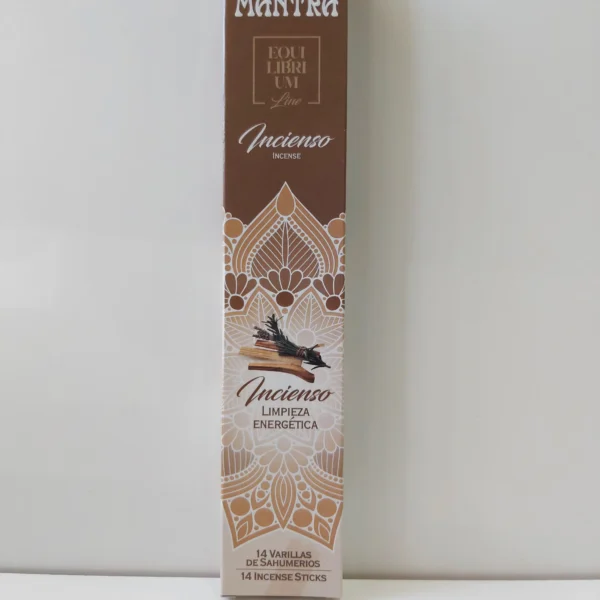 MANTRA
EQUI
LIBRI
UM
Line
Incienso
INCENSE
Incienso
LIMPIEZA
ENERGÉTICA
14 VARILLAS
DE SAHUMERIOS
14 INCENSE STICKS